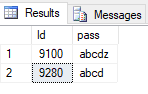 Results Messages
Id pass
1 9100 abcdz
2 9280 abcd